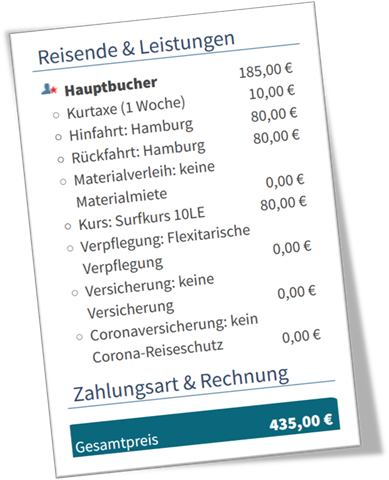 Reisende & Leistungen
Hauptbucher 185,00 €
Kurtaxe (1 Woche) 10,00 €
Hinfahrt: Hamburg 80,00 €
Rückfahrt: Hamburg 80,00 €
Materialverleih: keine
Materialmiete 0,00 €
Kurs: Surfkurs 10LE 80,00 €
Verpflegung: Flexitarische
Verpflegung 0,00 €
Versicherung: keine
Versicherung 0,00 €
Coronaversicherung: kein
Corona-Reiseschutz 0,00 €
Zahlungsart & Rechnung
Gesamtpreis 435,00 €